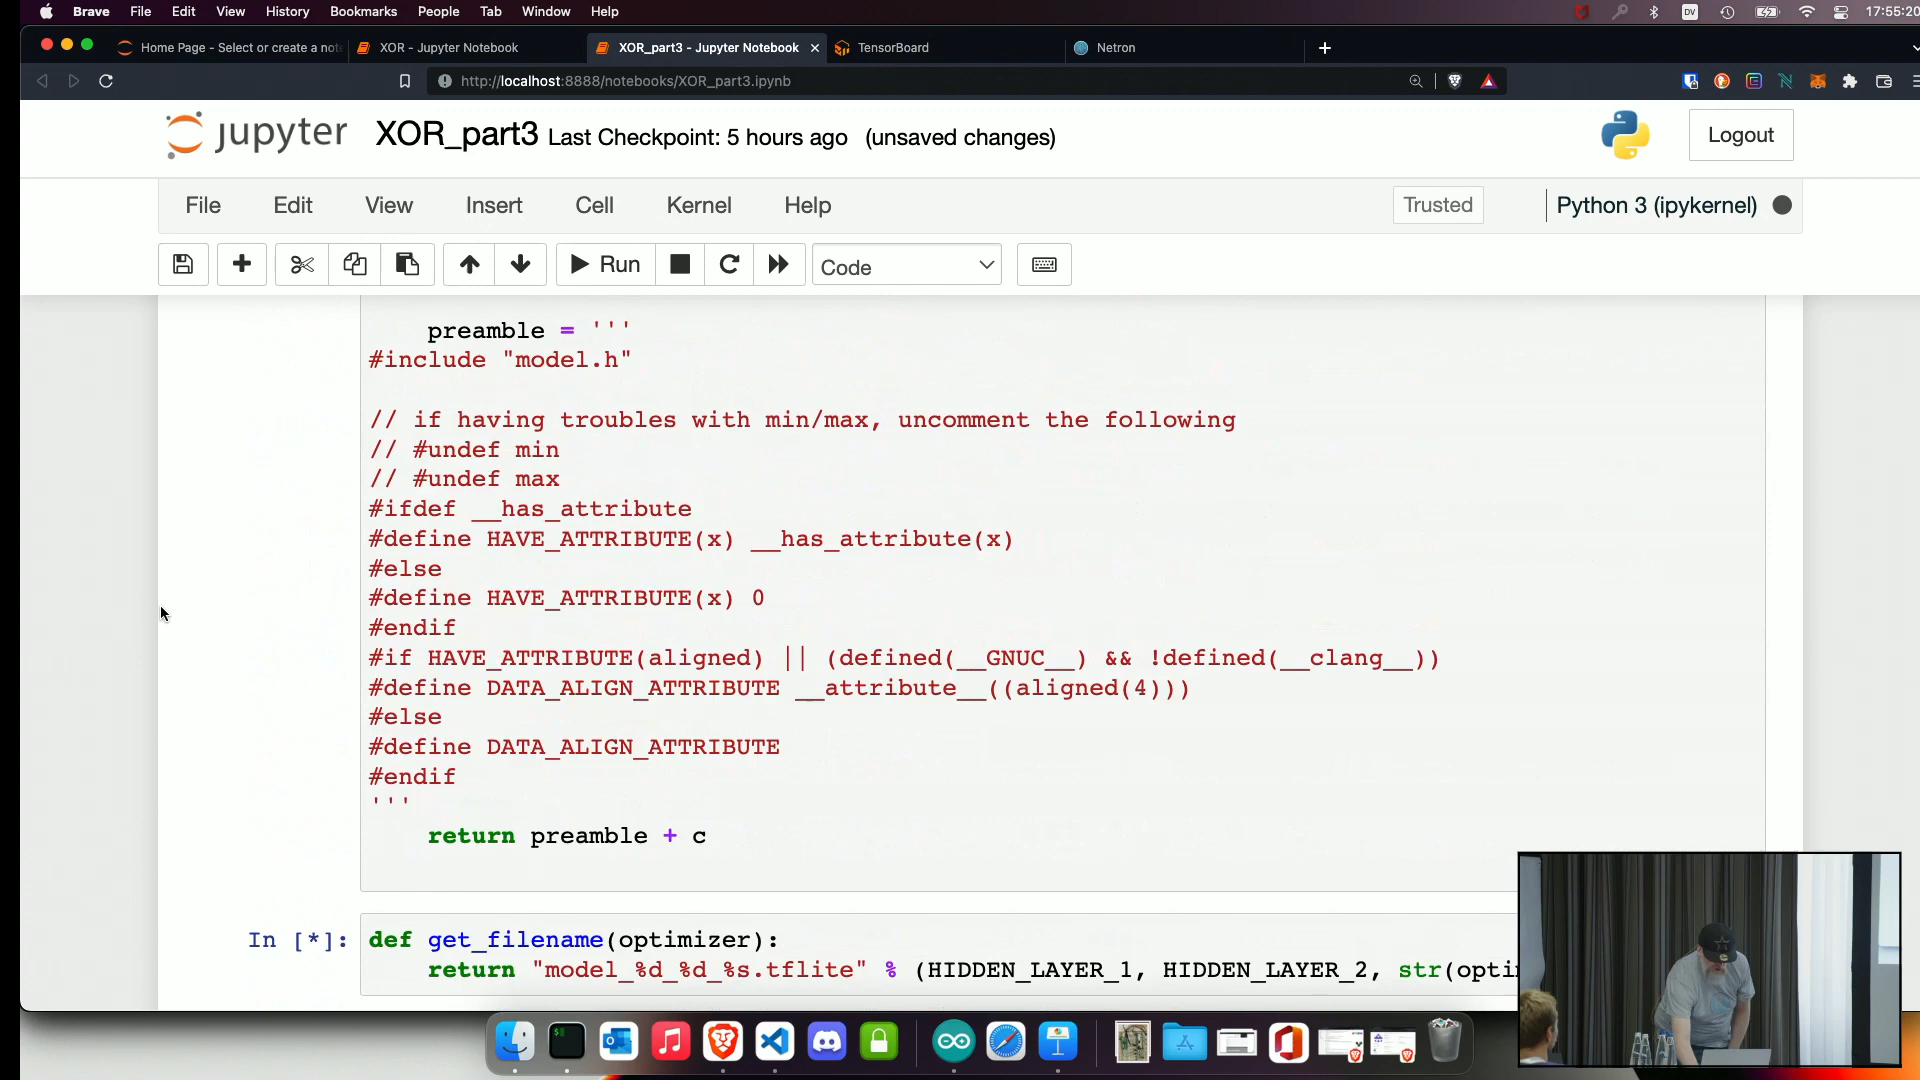 Brave File Edit View History Bookmarks People Tab Window Help
DV
17:55:20
Home Page - Select or create a note
XOR - Jupyter Notebook
XOR_part3 - Jupyter Notebook
TensorBoard
Netron
http://localhost:8888/notebooks/XOR_part3.ipynb
jupyter XOR_part3 Last Checkpoint: 5 hours ago (unsaved changes)
Logout
File Edit View Insert Cell Kernel Help
Trusted
Python 3 (ipykernel)
Run
Code
preamble = '''
#include "model.h"
// if having troubles with min/max, uncomment the following
// #undef min
// #undef max
#ifdef __has_attribute
#define HAVE_ATTRIBUTE(x) __has_attribute(x)
#else
#define HAVE_ATTRIBUTE(x) 0
#endif
#if HAVE_ATTRIBUTE(aligned) || (defined(__GNUC__) && !defined(__clang__))
#define DATA_ALIGN_ATTRIBUTE __attribute__((aligned(4)))
#else
#define DATA_ALIGN_ATTRIBUTE
#endif
'''
return preamble + c
In [*]: def get_filename(optimizer):
return "model_%d_%d_%s.tflite" % (HIDDEN_LAYER_1, HIDDEN_LAYER_2, str(opti